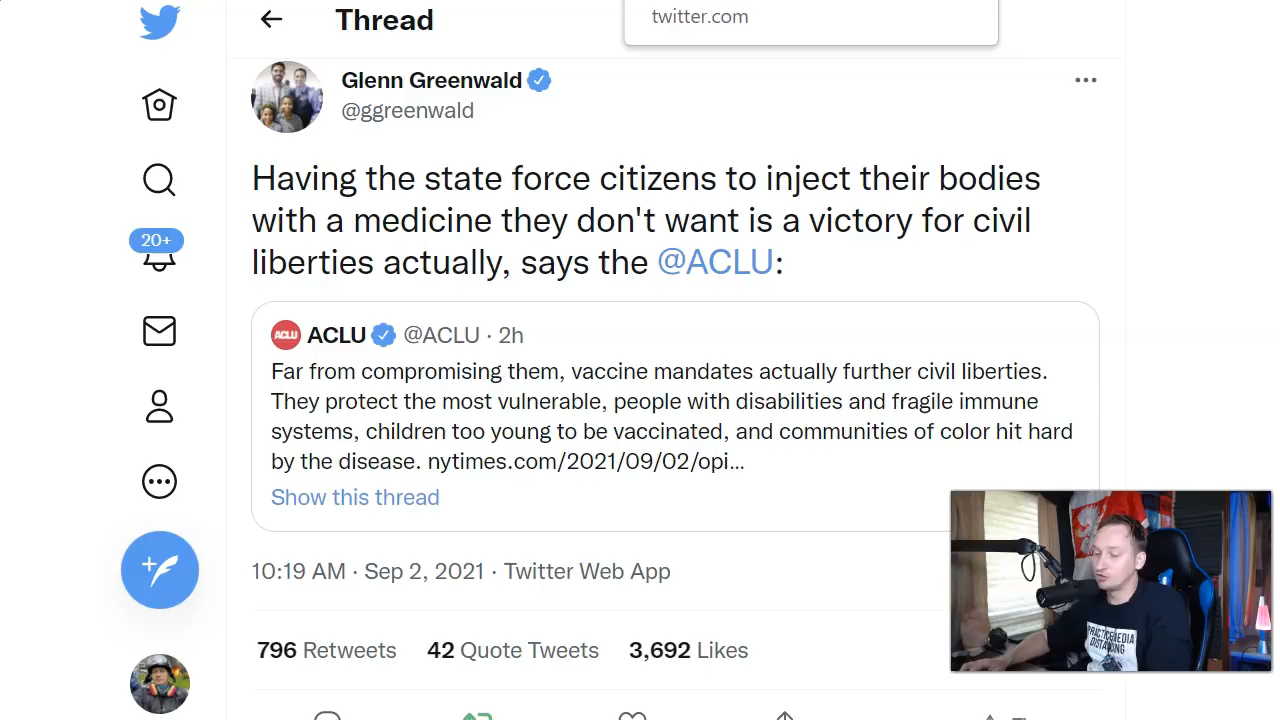 twitter.com
Thread
Glenn Greenwald
@ggreenwald
Having the state force citizens to inject their bodies
with a medicine they don't want is a victory for civil
liberties actually, says the @ACLU:
20+
ACLU ACLU @ACLU · 2h
Far from compromising them, vaccine mandates actually further civil liberties.
They protect the most vulnerable, people with disabilities and fragile immune
systems, children too young to be vaccinated, and communities of color hit hard
by the disease. nytimes.com/2021/09/02/opi...
Show this thread
10:19 AM · Sep 2, 2021 · Twitter Web App
796 Retweets 42 Quote Tweets 3,692 Likes
PRACTICE MEDIA
DISTANCING